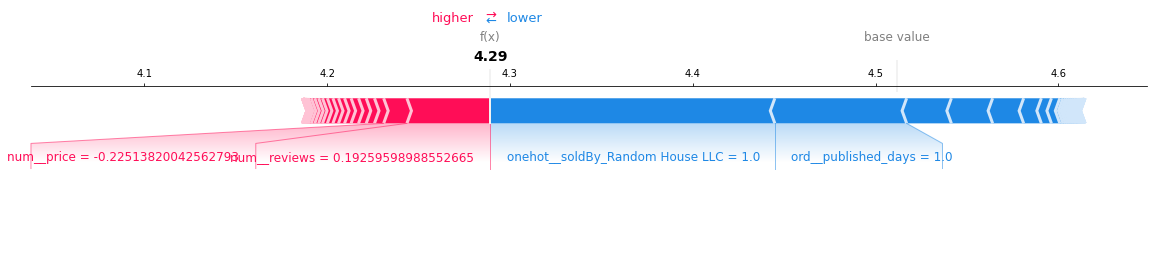 higher ⇄ lower
f(x)
base value
4.29
4.1 4.2 4.3 4.4 4.5 4.6
num__price = -0.22513820042562793
num__reviews = 0.19259598988552665
onehot__soldBy_Random House LLC = 1.0
ord__published_days = 1.0